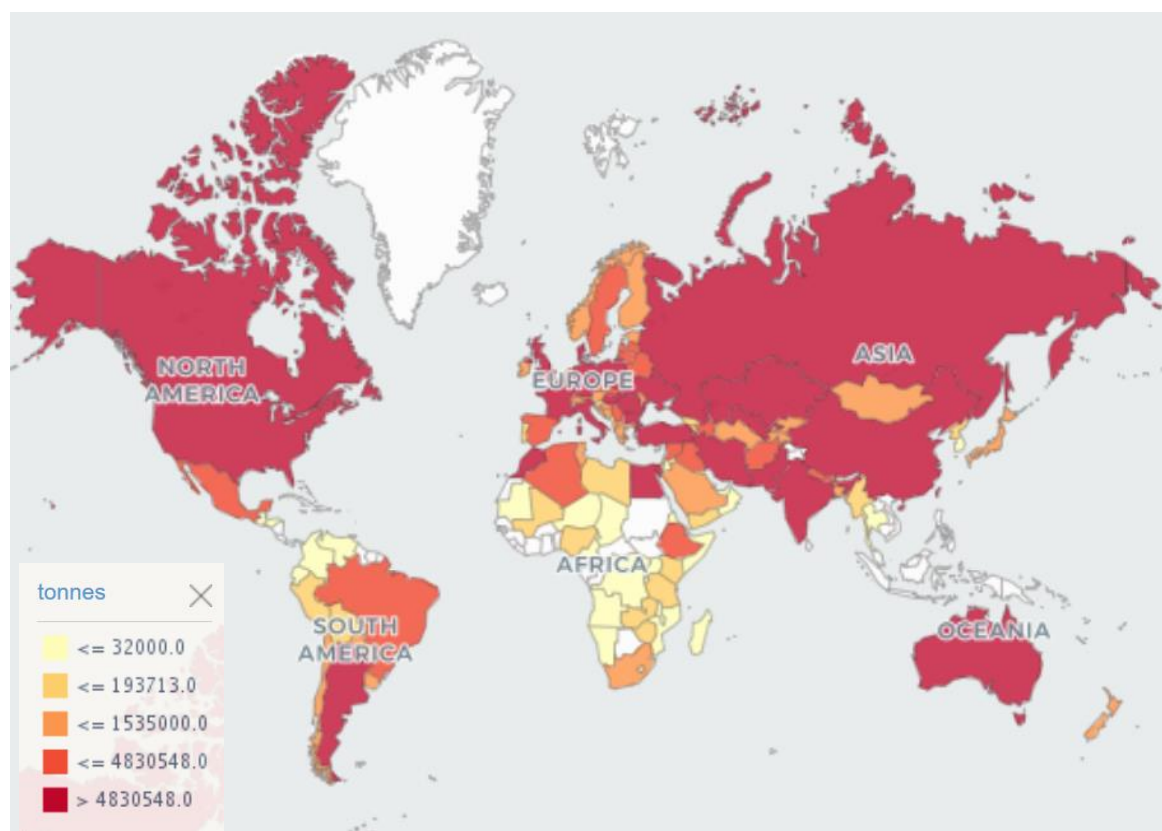 ASIA
NORTH
AMERICA
EUROPE
AFRICA
SOUTH
AMERICA
OCEANIA
tonnes
<= 32000.0
<= 193713.0
<= 1535000.0
<= 4830548.0
> 4830548.0